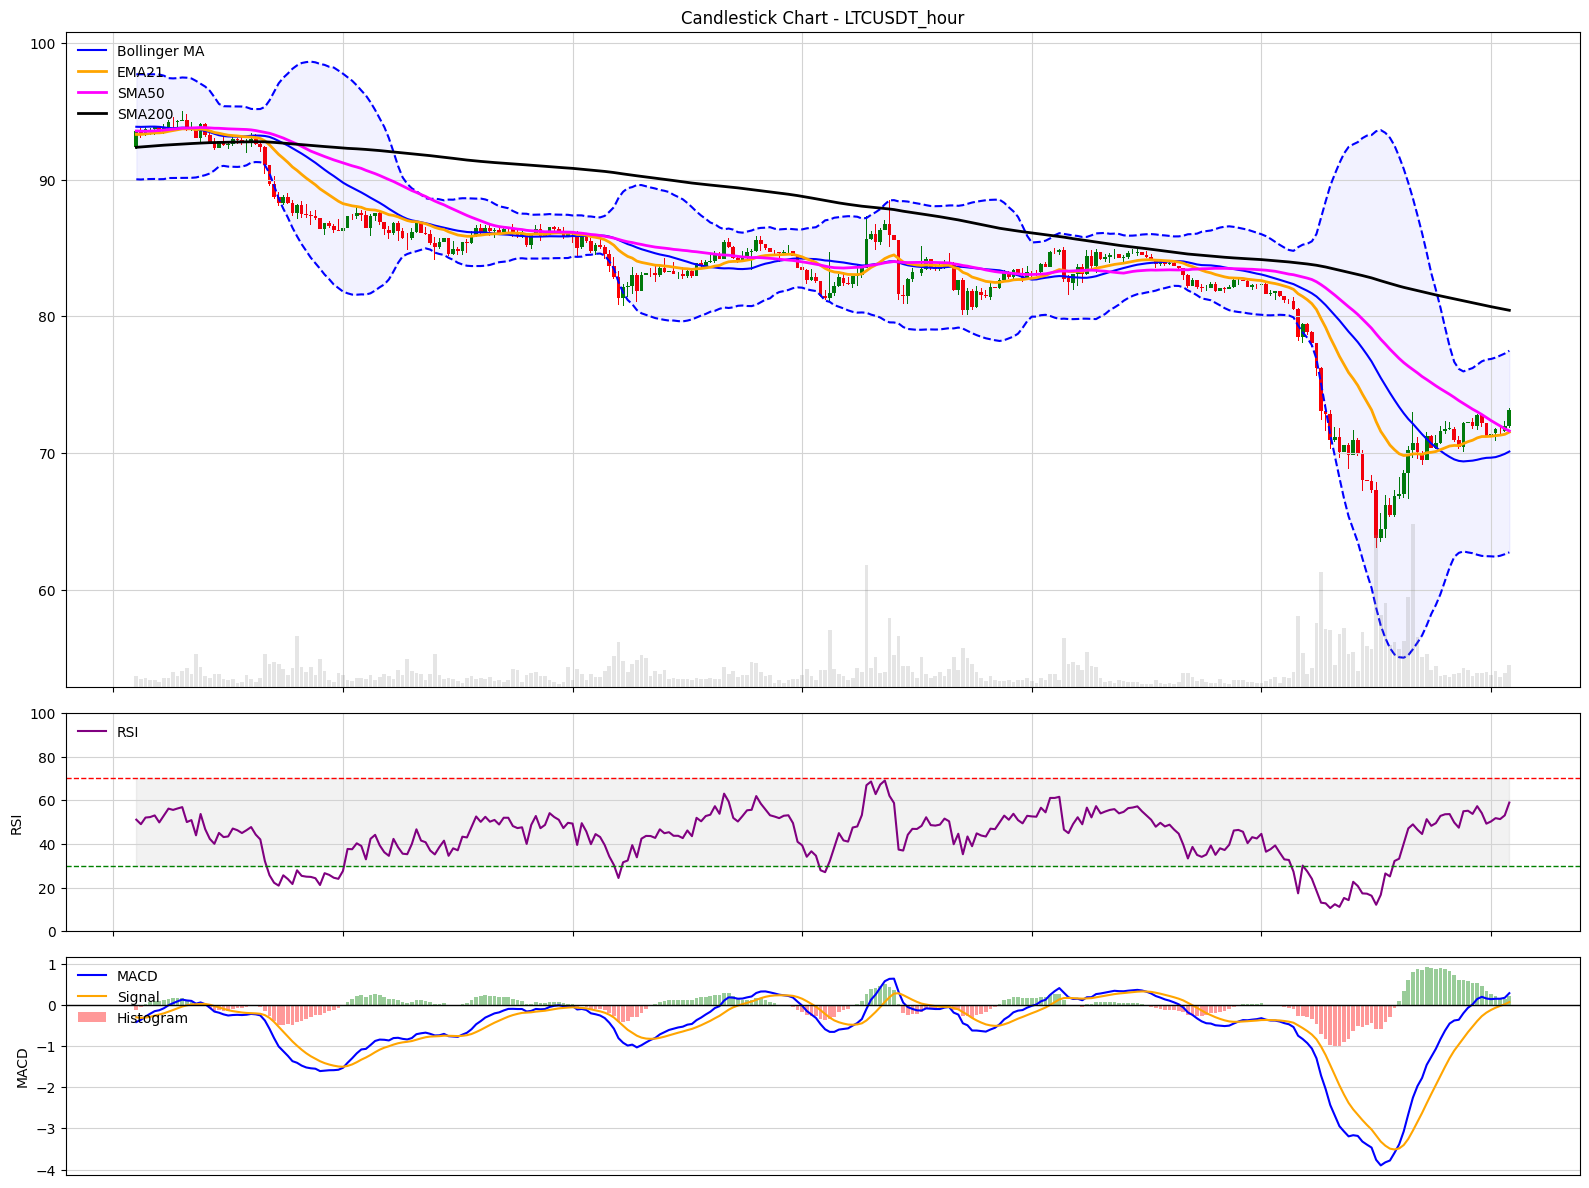 Candlestick Chart - LTCUSDT_hour
Bollinger MA
EMA21
SMA50
SMA200
100
90
80
70
60
RSI
100
80
60
40
20
0
RSI
MACD
Signal
Histogram
1
0
−1
−2
−3
−4
MACD